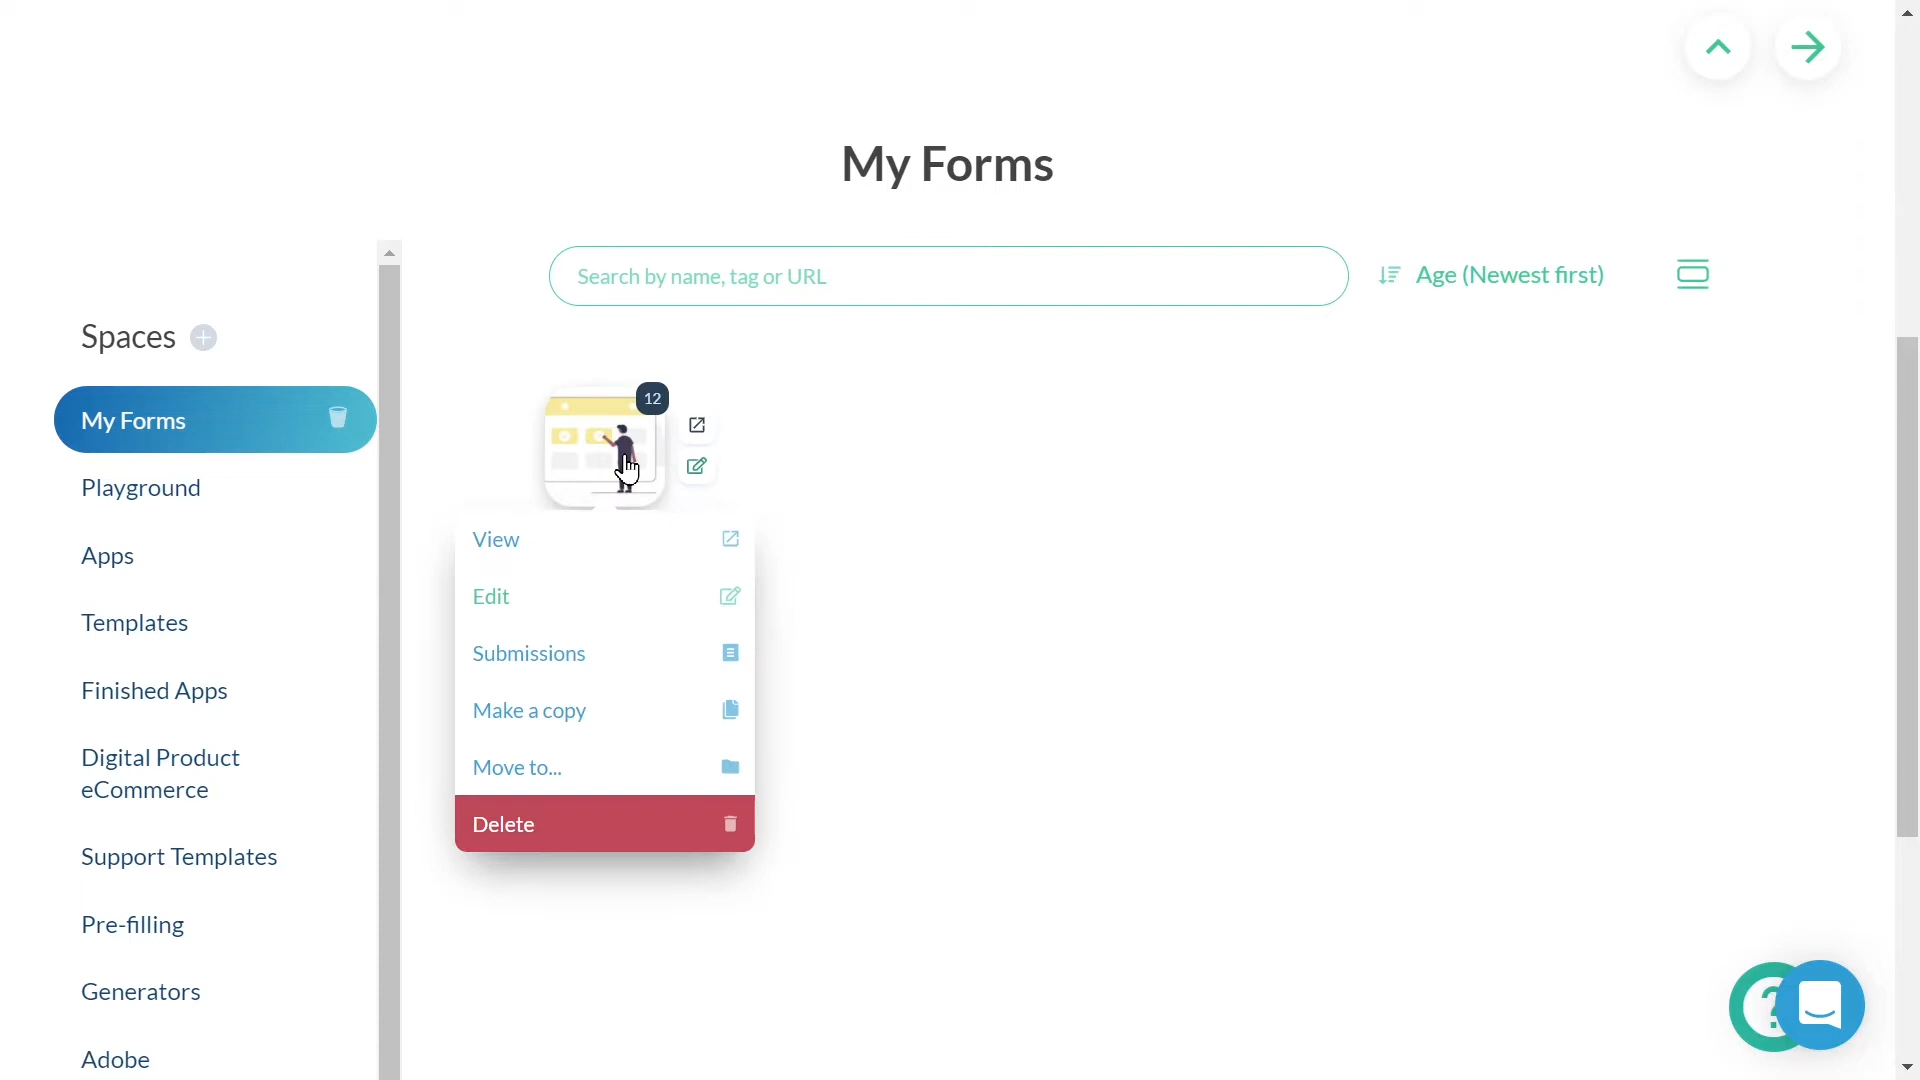 My Forms
Search by name, tag or URL
Age (Newest first)
Spaces
My Forms
Playground
Apps
Templates
Finished Apps
Digital Product
eCommerce
Support Templates
Pre-filling
Generators
Adobe
12
View
Edit
Submissions
Make a copy
Move to...
Delete
?